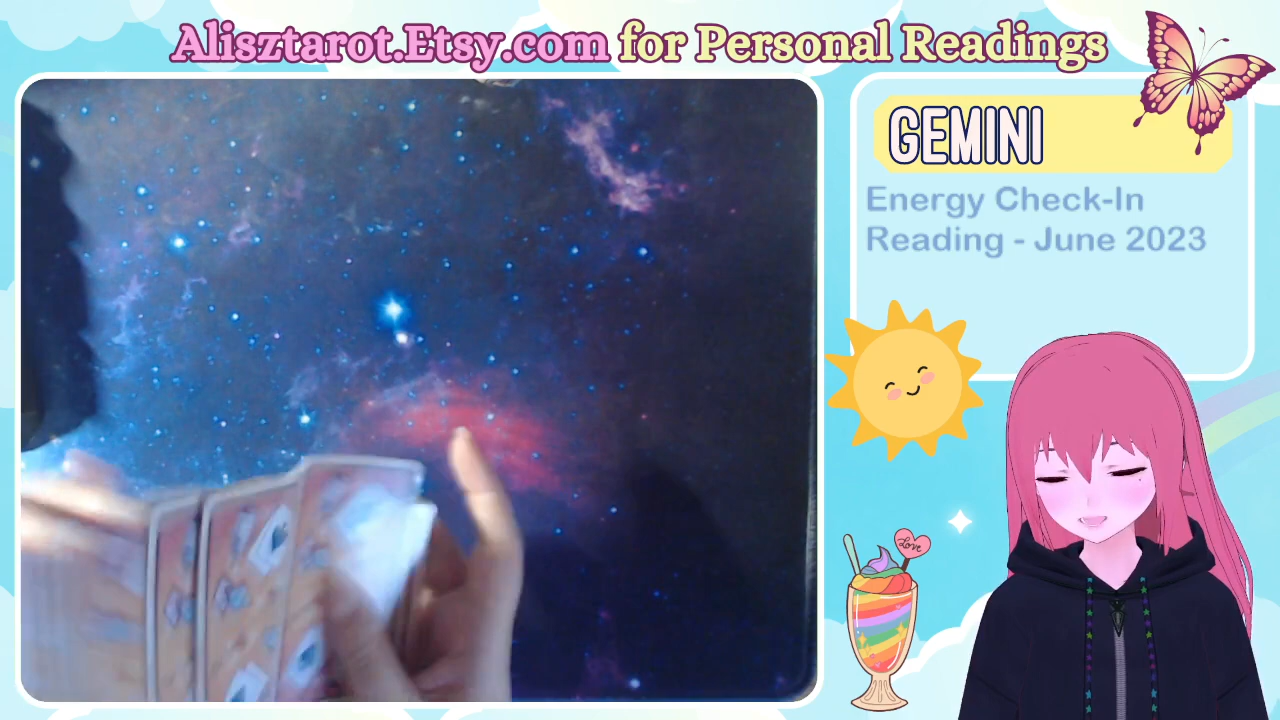 Alisztarot.Etsy.com for Personal Readings
GEMINI
Energy Check-In
Reading - June 2023
Love